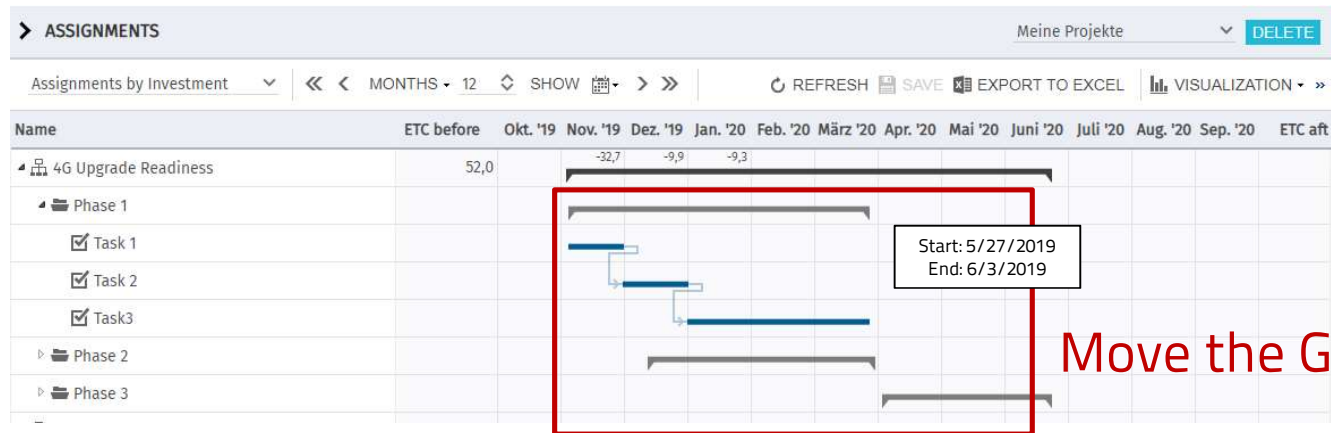 ASSIGNMENTS Meine Projekte DELETE
Assignments by Investment MONTHS 12 SHOW REFRESH SAVE EXPORT TO EXCEL VISUALIZATION »
Name ETC before Okt. '19 Nov. '19 Dez. '19 Jan. '20 Feb. '20 März '20 Apr. '20 Mai '20 Juni '20 Juli '20 Aug. '20 Sep. '20 ETC aft
4G Upgrade Readiness 52,0 -32,7 -9,9 -9,3
Phase 1
Task 1
Start: 5/27/2019
Task 2
End: 6/3/2019
Task3
Phase 2
Move the G
Phase 3